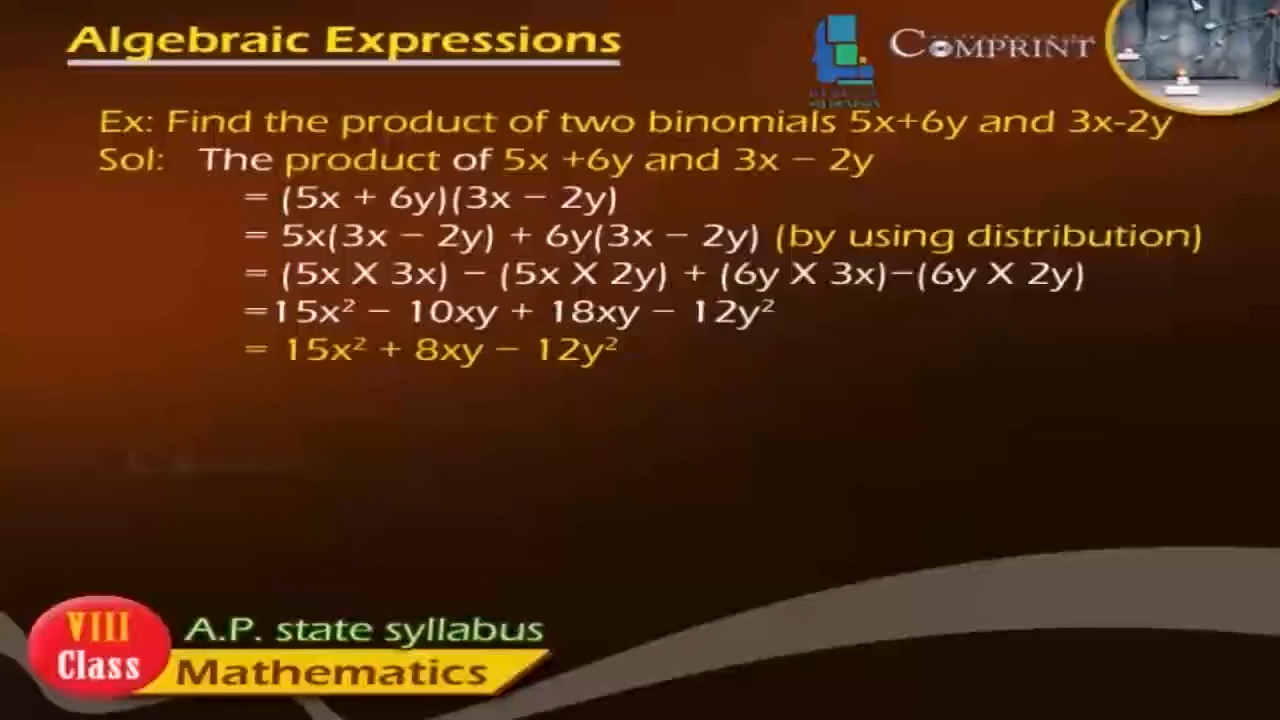 Algebraic Expressions
COMPRINT
Ex: Find the product of two binomials 5x+6y and 3x-2y
Sol: The product of 5x +6y and 3x − 2y
= (5x + 6y)(3x − 2y)
= 5x(3x − 2y) + 6y(3x − 2y) (by using distribution)
= (5x X 3x) − (5x X 2y) + (6y X 3x)−(6y X 2y)
=15x² − 10xy + 18xy − 12y²
= 15x² + 8xy − 12y²
VIII
Class
A.P. state syllabus
Mathematics